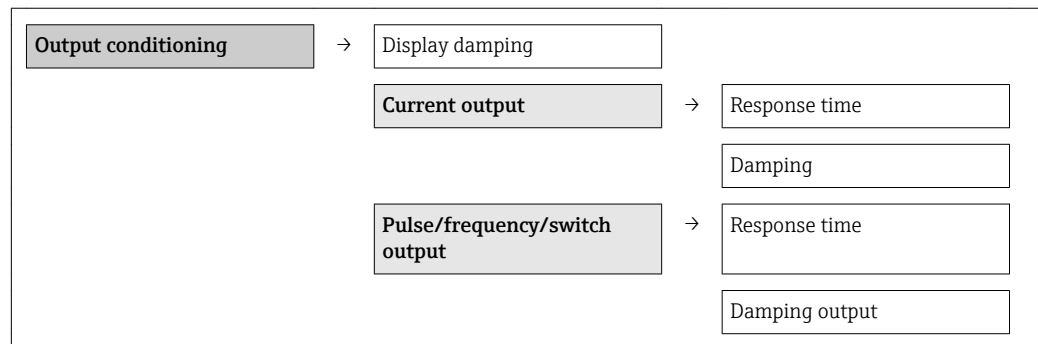 Output conditioning → Display damping
Current output → Response time
Damping
Pulse/frequency/switch
output → Response time
Damping output